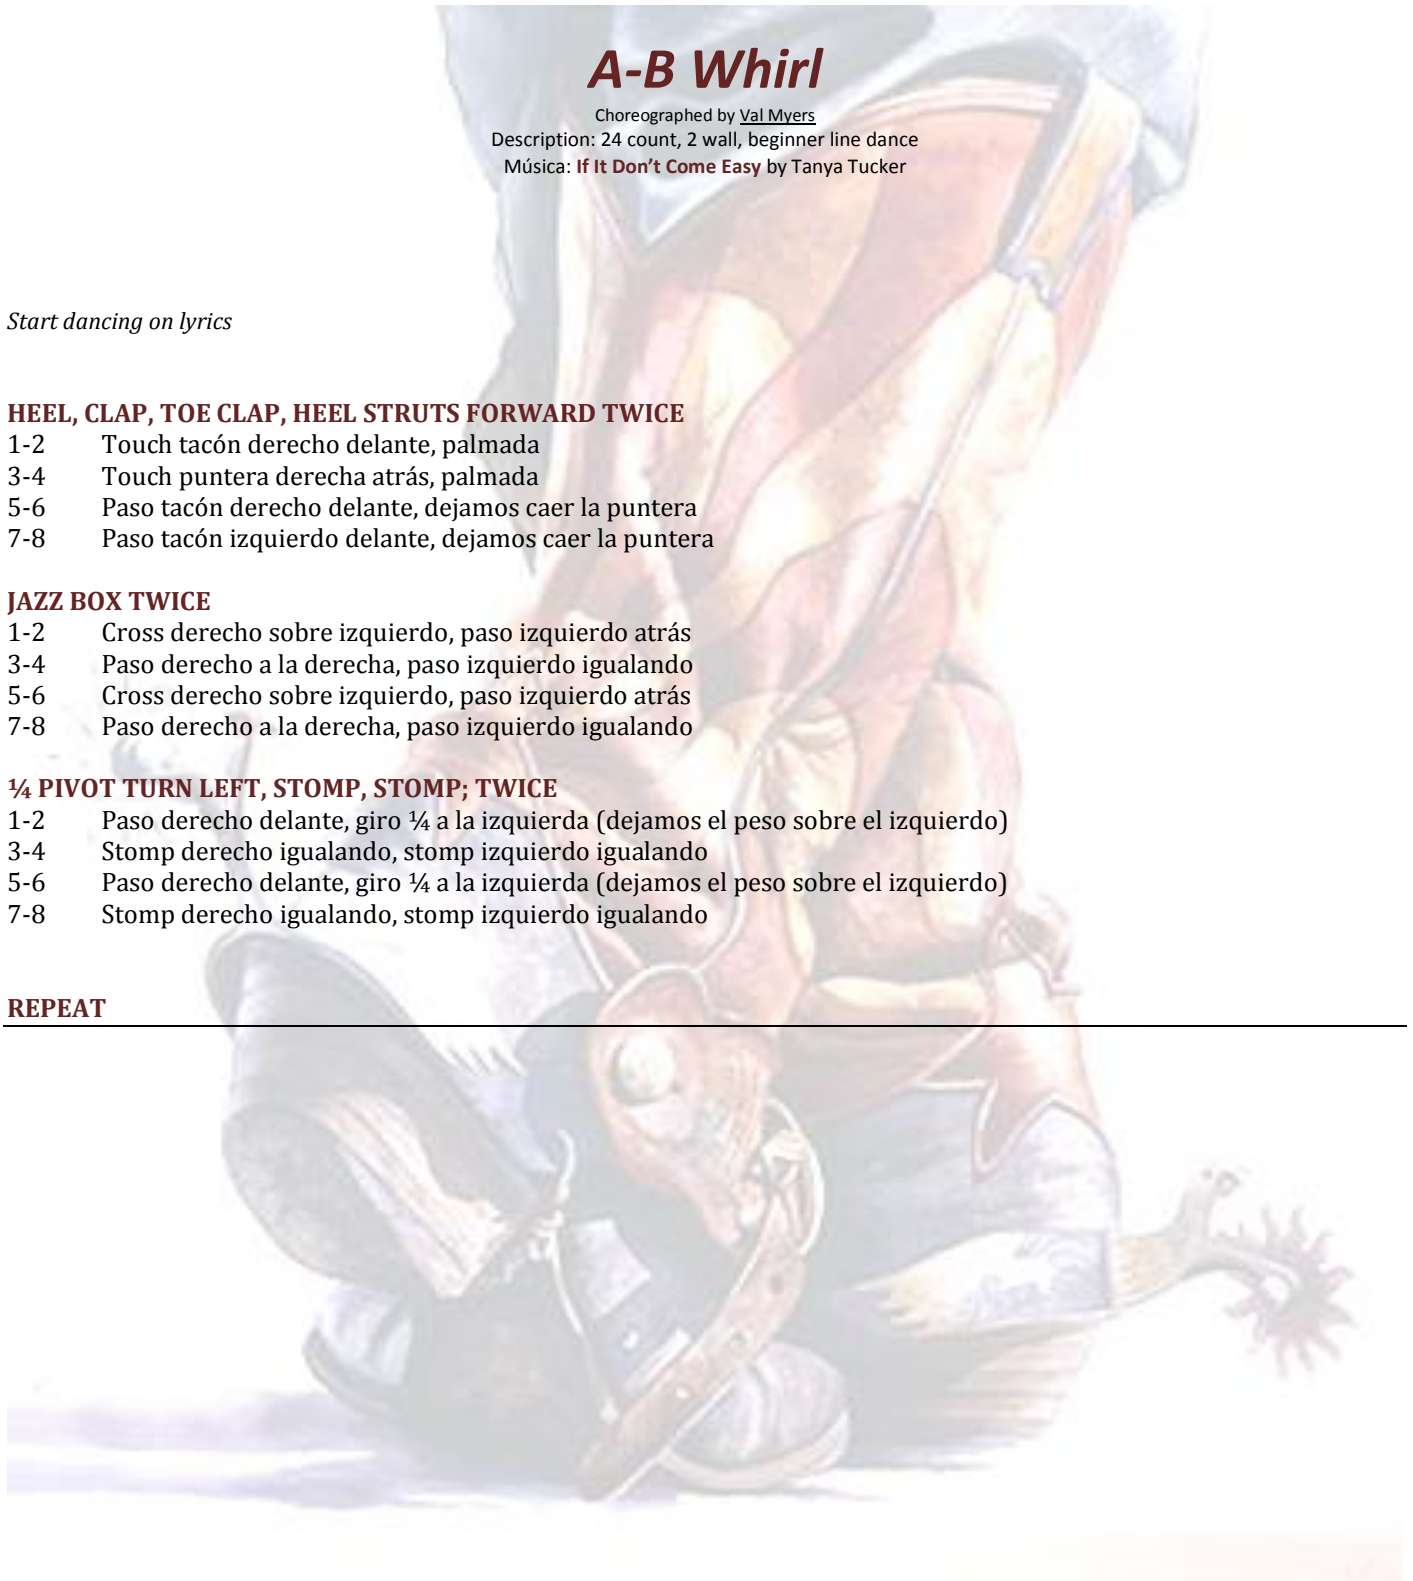 A-B Whirl
Choreographed by Val Myers
Description: 24 count, 2 wall, beginner line dance
Música: If It Don't Come Easy by Tanya Tucker
Start dancing on lyrics
HEEL, CLAP, TOE CLAP, HEEL STRUTS FORWARD TWICE
1-2 Touch tacón derecho delante, palmada
3-4 Touch puntera derecha atrás, palmada
5-6 Paso tacón derecho delante, dejamos caer la puntera
7-8 Paso tacón izquierdo delante, dejamos caer la puntera
JAZZ BOX TWICE
1-2 Cross derecho sobre izquierdo, paso izquierdo atrás
3-4 Paso derecho a la derecha, paso izquierdo igualando
5-6 Cross derecho sobre izquierdo, paso izquierdo atrás
7-8 Paso derecho a la derecha, paso izquierdo igualando
¼ PIVOT TURN LEFT, STOMP, STOMP; TWICE
1-2 Paso derecho delante, giro ¼ a la izquierda (dejamos el peso sobre el izquierdo)
3-4 Stomp derecho igualando, stomp izquierdo igualando
5-6 Paso derecho delante, giro ¼ a la izquierda (dejamos el peso sobre el izquierdo)
7-8 Stomp derecho igualando, stomp izquierdo igualando
REPEAT